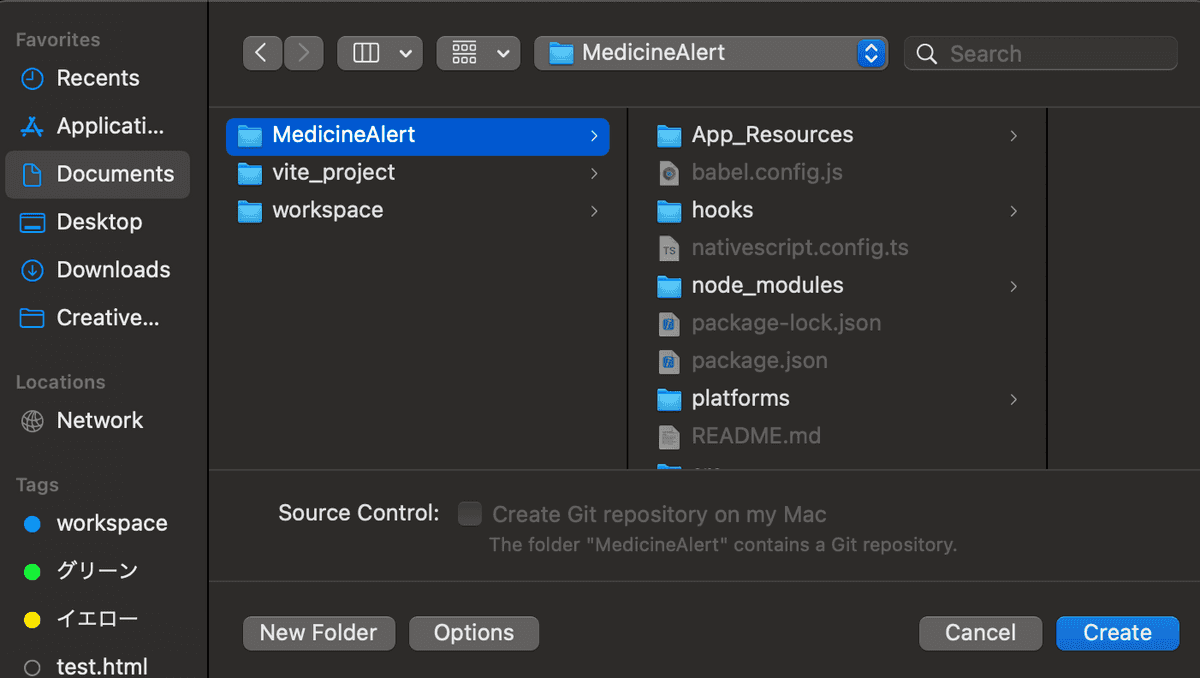 Favorites
Recents
Applicati...
Documents
Desktop
Downloads
Creative...
Locations
Network
Tags
workspace
グリーン
イエロー
test.html
MedicineAlert
Search
MedicineAlert
vite_project
workspace
App_Resources
babel.config.js
hooks
TS
nativescript.config.ts
node_modules
package-lock.json
package.json
platforms
README.md
Source Control:
Create Git repository on my Mac
The folder "MedicineAlert" contains a Git repository.
New Folder
Options
Cancel
Create